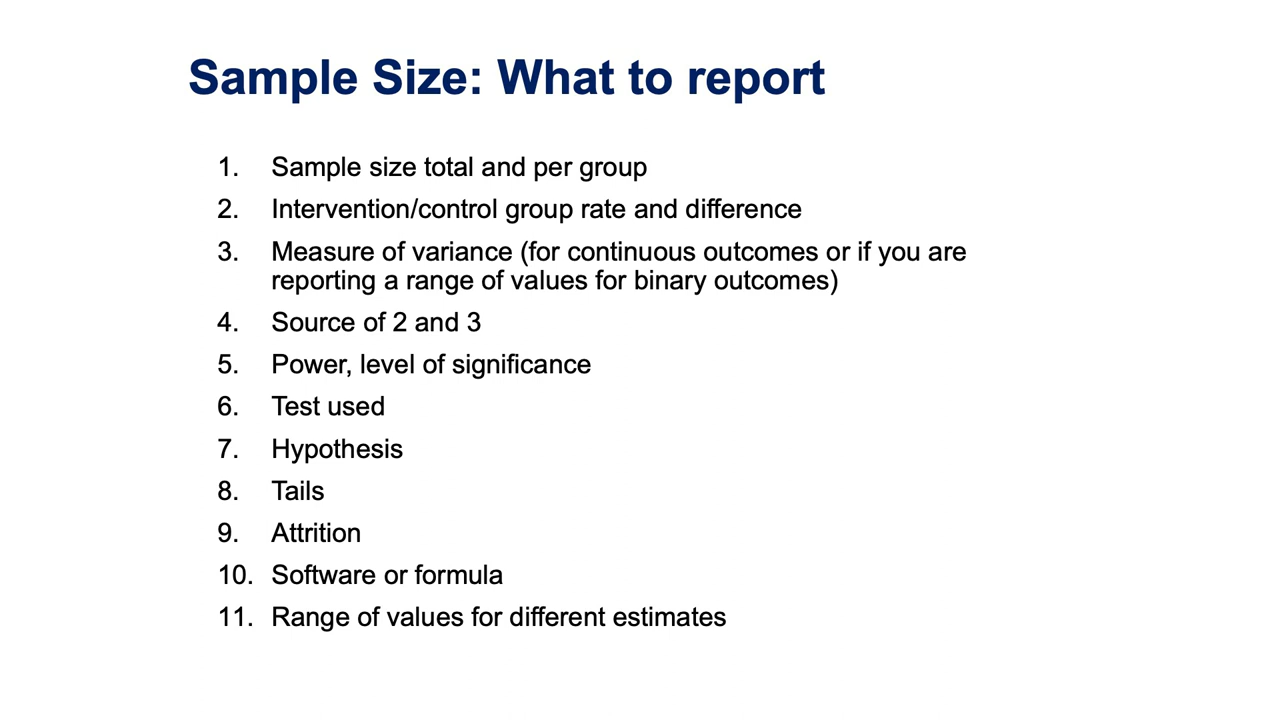 Sample Size: What to report
1. Sample size total and per group
2. Intervention/control group rate and difference
3. Measure of variance (for continuous outcomes or if you are
reporting a range of values for binary outcomes)
4. Source of 2 and 3
5. Power, level of significance
6. Test used
7. Hypothesis
8. Tails
9. Attrition
10. Software or formula
11. Range of values for different estimates